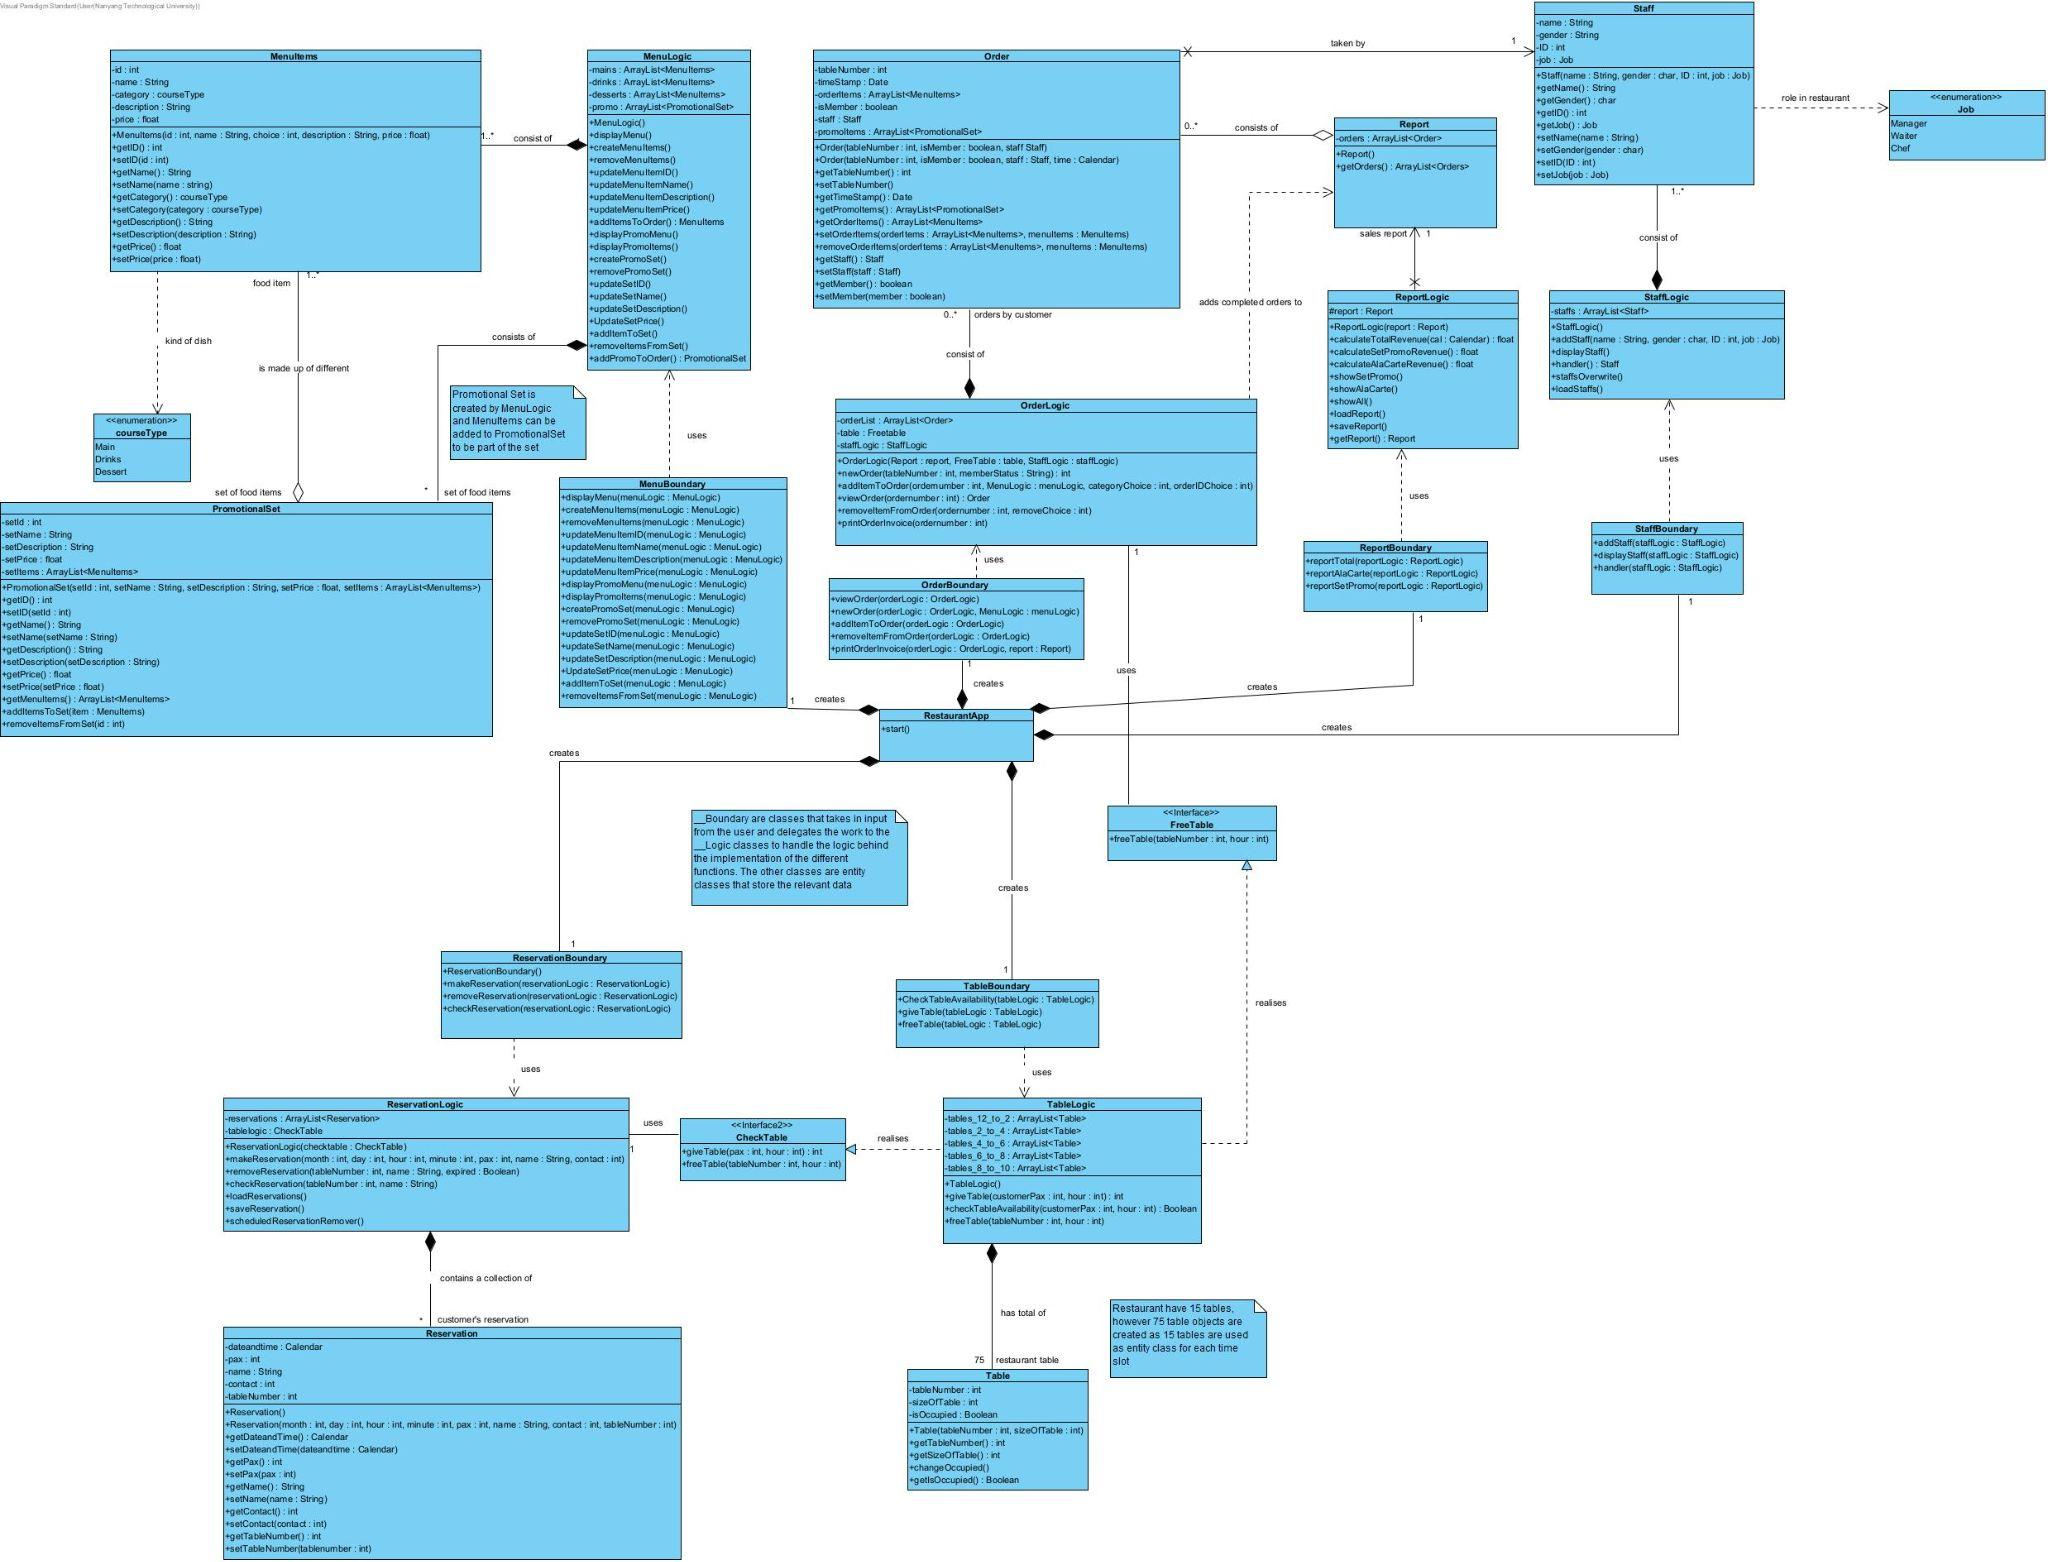 Visual Paradigm Standard(User(Nanyang Technological University))
MenuItems
-id : int
-name : String
-category : courseType
-description : String
-price : float
+MenuItems(id : int, name : String, choice : int, description : String, price : float)
+getID() : int
+setID(id : int)
+getName() : String
+setName(name : string)
+getCategory() : courseType
+setCategory(category : courseType)
+getDescription() : String
+setDescription(description : String)
+getPrice() : float
+setPrice(price : float)
1..*
consist of
MenuLogic
-mains : ArrayList<MenuItems>
-drinks : ArrayList<MenuItems>
-desserts : ArrayList<MenuItems>
-promo : ArrayList<PromotionalSet>
+MenuLogic()
+displayMenu()
+createMenuItems()
+removeMenuItems()
+updateMenuItemID()
+updateMenuItemName()
+updateMenuItemDescription()
+updateMenuItemPrice()
+addItemsToOrder() : MenuItems
+displayPromoMenu()
+displayPromoItems()
+createPromoSet()
+removePromoSet()
+updateSetID()
+updateSetName()
+updateSetDescription()
+UpdateSetPrice()
+addItemToSet()
+removeItemsFromSet()
+addPromoToOrder() : PromotionalSet
Order
-tableNumber : int
-timeStamp : Date
-orderItems : ArrayList<MenuItems>
-isMember : boolean
-staff : Staff
-promoItems : ArrayList<PromotionalSet>
+Order(tableNumber : int, isMember : boolean, staff Staff)
+Order(tableNumber : int, isMember : boolean, staff : Staff, time : Calendar)
+getTableNumber() : int
+setTableNumber()
+getTimeStamp() : Date
+getPromoItems() : ArrayList<PromotionalSet>
+getOrderItems() : ArrayList<MenuItems>
+setOrderItems(orderItems : ArrayList<MenuItems>, menuItems : MenuItems)
+removeOrderItems(orderItems : ArrayList<MenuItems>, menuItems : MenuItems)
+getStaff() : Staff
+setStaff(staff : Staff)
+getMember() : boolean
+setMember(member : boolean)
taken by
1
0..*
consists of
Report
-orders : ArrayList<Order>
+Report()
+getOrders() : ArrayList<Orders>
Staff
-name : String
-gender : String
-ID : int
-job : Job
+Staff(name : String, gender : char, ID : int, job : Job)
+getName() : String
+getGender() : char
+getID() : int
+getJob() : Job
+setName(name : String)
+setGender(gender : char)
+setID(ID : int)
+setJob(job : Job)
role in restaurant
<<enumeration>>
Job
Manager
Waiter
Chef
1..*
consist of
sales report
1
adds completed orders to
ReportLogic
#report : Report
+ReportLogic(report : Report)
+calculateTotalRevenue(cal : Calendar) : float
+calculateSetPromoRevenue() : float
+calculateAlaCarteRevenue() : float
+showSetPromo()
+showAlaCarte()
+showAll()
+loadReport()
+saveReport()
+getReport() : Report
StaffLogic
-staffs : ArrayList<Staff>
+StaffLogic()
+addStaff(name : String, gender : char, ID : int, job : Job)
+displayStaff()
+handler() : Staff
+staffsOverwrite()
+loadStaffs()
food item
1..*
kind of dish
is made up of different
consists of
0..*
orders by customer
consist of
<<enumeration>>
courseType
Main
Drinks
Dessert
Promotional Set is
created by MenuLogic
and MenuItems can be
added to PromotionalSet
to be part of the set
uses
OrderLogic
-orderList : ArrayList<Order>
-table : Freetable
-staffLogic : StaffLogic
+OrderLogic(Report : report, FreeTable : table, StaffLogic : staffLogic)
+newOrder(tableNumber : int, memberStatus : String) : int
+addItemToOrder(ordernumber : int, MenuLogic : menuLogic, categoryChoice : int, orderIDChoice : int)
+viewOrder(ordernumber : int) : Order
+removeItemFromOrder(ordernumber : int, removeChoice : int)
+printOrderInvoice(ordernumber : int)
uses
uses
set of food items
*
set of food items
PromotionalSet
-setId : int
-setName : String
-setDescription : String
-setPrice : float
-setItems : ArrayList<MenuItems>
+PromotionalSet(setId : int, setName : String, setDescription : String, setPrice : float, setItems : ArrayList<MenuItems>)
+getID() : int
+setID(setId : int)
+getName() : String
+setName(setName : String)
+getDescription() : String
+setDescription(setDescription : String)
+getPrice() : float
+setPrice(setPrice : float)
+getMenuItems() : ArrayList<MenuItems>
+addItemsToSet(item : MenuItems)
+removeItemsFromSet(id : int)
MenuBoundary
+displayMenu(menuLogic : MenuLogic)
+createMenuItems(menuLogic : MenuLogic)
+removeMenuItems(menuLogic : MenuLogic)
+updateMenuItemID(menuLogic : MenuLogic)
+updateMenuItemName(menuLogic : MenuLogic)
+updateMenuItemDescription(menuLogic : MenuLogic)
+updateMenuItemPrice(menuLogic : MenuLogic)
+displayPromoMenu(menuLogic : MenuLogic)
+displayPromoItems(menuLogic : MenuLogic)
+createPromoSet(menuLogic : MenuLogic)
+removePromoSet(menuLogic : MenuLogic)
+updateSetID(menuLogic : MenuLogic)
+updateSetName(menuLogic : MenuLogic)
+updateSetDescription(menuLogic : MenuLogic)
+UpdateSetPrice(menuLogic : MenuLogic)
+addItemToSet(menuLogic : MenuLogic)
+removeItemsFromSet(menuLogic : MenuLogic)
uses
1
OrderBoundary
+viewOrder(orderLogic : OrderLogic)
+newOrder(orderLogic : OrderLogic, MenuLogic : menuLogic)
+addItemToOrder(orderLogic : OrderLogic)
+removeItemFromOrder(orderLogic : OrderLogic)
+printOrderInvoice(orderLogic : OrderLogic, report : Report)
ReportBoundary
+reportTotal(reportLogic : ReportLogic)
+reportAlaCarte(reportLogic : ReportLogic)
+reportSetPromo(reportLogic : ReportLogic)
StaffBoundary
+addStaff(staffLogic : StaffLogic)
+displayStaff(staffLogic : StaffLogic)
+handler(staffLogic : StaffLogic)
1
1
1
creates
uses
creates
1
creates
creates
RestaurantApp
+start()
creates
__Boundary are classes that takes in input
from the user and delegates the work to the
__Logic classes to handle the logic behind
the implementation of the different
functions. The other classes are entity
classes that store the relevant data
<<Interface>>
FreeTable
+freeTable(tableNumber : int, hour : int)
creates
1
1
realises
ReservationBoundary
+ReservationBoundary()
+makeReservation(reservationLogic : ReservationLogic)
+removeReservation(reservationLogic : ReservationLogic)
+checkReservation(reservationLogic : ReservationLogic)
TableBoundary
+CheckTableAvailability(tableLogic : TableLogic)
+giveTable(tableLogic : TableLogic)
+freeTable(tableLogic : TableLogic)
uses
uses
ReservationLogic
-reservations : ArrayList<Reservation>
-tablelogic : CheckTable
+ReservationLogic(checktable : CheckTable)
+makeReservation(month : int, day : int, hour : int, minute : int, pax : int, name : String, contact : int)
+removeReservation(tableNumber : int, name : String, expired : Boolean)
+checkReservation(tableNumber : int, name : String)
+loadReservations()
+saveReservation()
+scheduledReservationRemover()
uses
1
<<Interface2>>
CheckTable
+giveTable(pax : int, hour : int) : int
+freeTable(tableNumber : int, hour : int)
realises
TableLogic
-tables_12_to_2 : ArrayList<Table>
-tables_2_to_4 : ArrayList<Table>
-tables_4_to_6 : ArrayList<Table>
-tables_6_to_8 : ArrayList<Table>
-tables_8_to_10 : ArrayList<Table>
+TableLogic()
+giveTable(customerPax : int, hour : int) : int
+checkTableAvailability(customerPax : int, hour : int) : Boolean
+freeTable(tableNumber : int, hour : int)
contains a collection of
*
customer's reservation
has total of
75
restaurant table
Restaurant have 15 tables,
however 75 table objects are
created as 15 tables are used
as entity class for each time
slot
Reservation
-dateandtime : Calendar
-pax : int
-name : String
-contact : int
-tableNumber : int
+Reservation()
+Reservation(month : int, day : int, hour : int, minute : int, pax : int, name : String, contact : int, tableNumber : int)
+getDateandTime() : Calendar
+setDateandTime(dateandtime : Calendar)
+getPax() : int
+setPax(pax : int)
+getName() : String
+setName(name : String)
+getContact() : int
+setContact(contact : int)
+getTableNumber() : int
+setTableNumber(tablenumber : int)
Table
-tableNumber : int
-sizeOfTable : int
-isOccupied : Boolean
+Table(tableNumber : int, sizeOfTable : int)
+getTableNumber() : int
+getSizeOfTable() : int
+changeOccupied()
+getIsOccupied() : Boolean